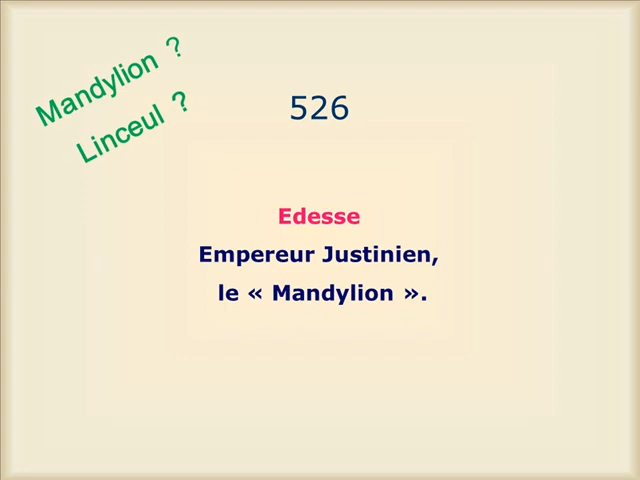 Mandylion ?
Linceul ?
526
Edesse
Empereur Justinien,
le « Mandylion ».